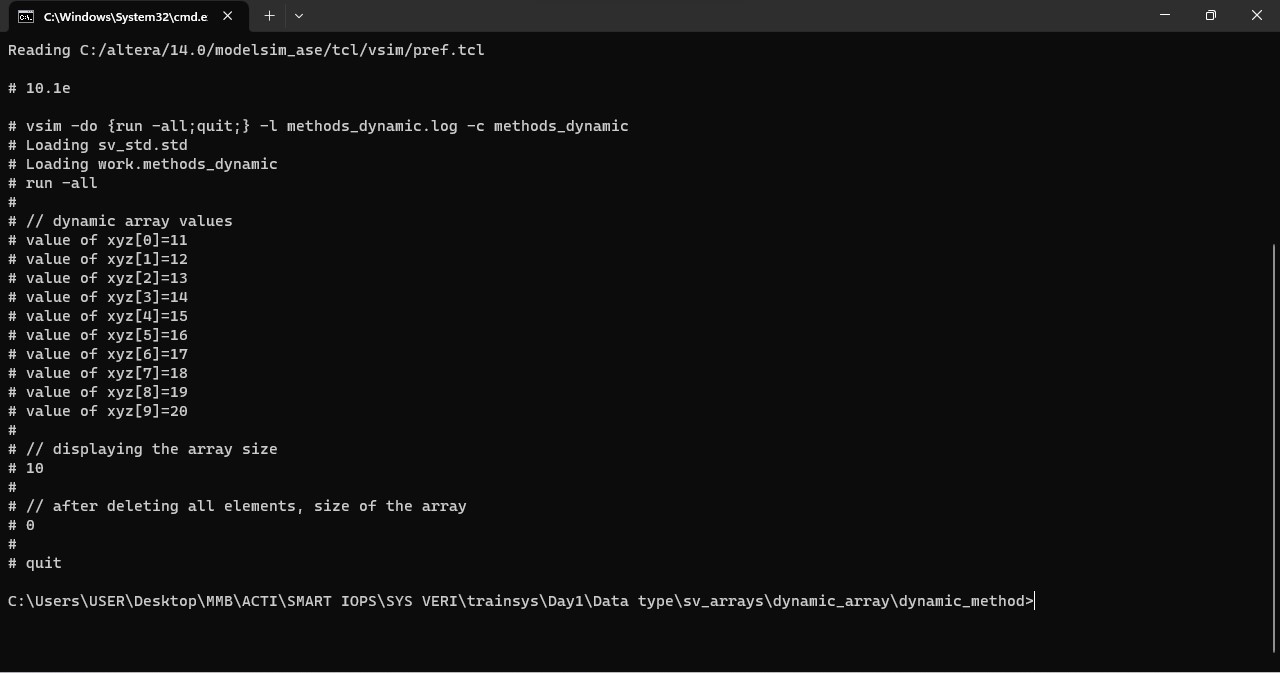 C:\Windows\System32\cmd.e
Reading C:/altera/14.0/modelsim_ase/tcl/vsim/pref.tcl
# 10.1e
# vsim -do {run -all;quit;} -l methods_dynamic.log -c methods_dynamic
# Loading sv_std.std
# Loading work.methods_dynamic
# run -all
#
# // dynamic array values
# value of xyz[0]=11
# value of xyz[1]=12
# value of xyz[2]=13
# value of xyz[3]=14
# value of xyz[4]=15
# value of xyz[5]=16
# value of xyz[6]=17
# value of xyz[7]=18
# value of xyz[8]=19
# value of xyz[9]=20
#
# // displaying the array size
# 10
#
# // after deleting all elements, size of the array
# 0
#
# quit
C:\Users\USER\Desktop\MMB\ACTI\SMART IOPS\SYS VERI\trainsys\Day1\Data type\sv_arrays\dynamic_array\dynamic_method>